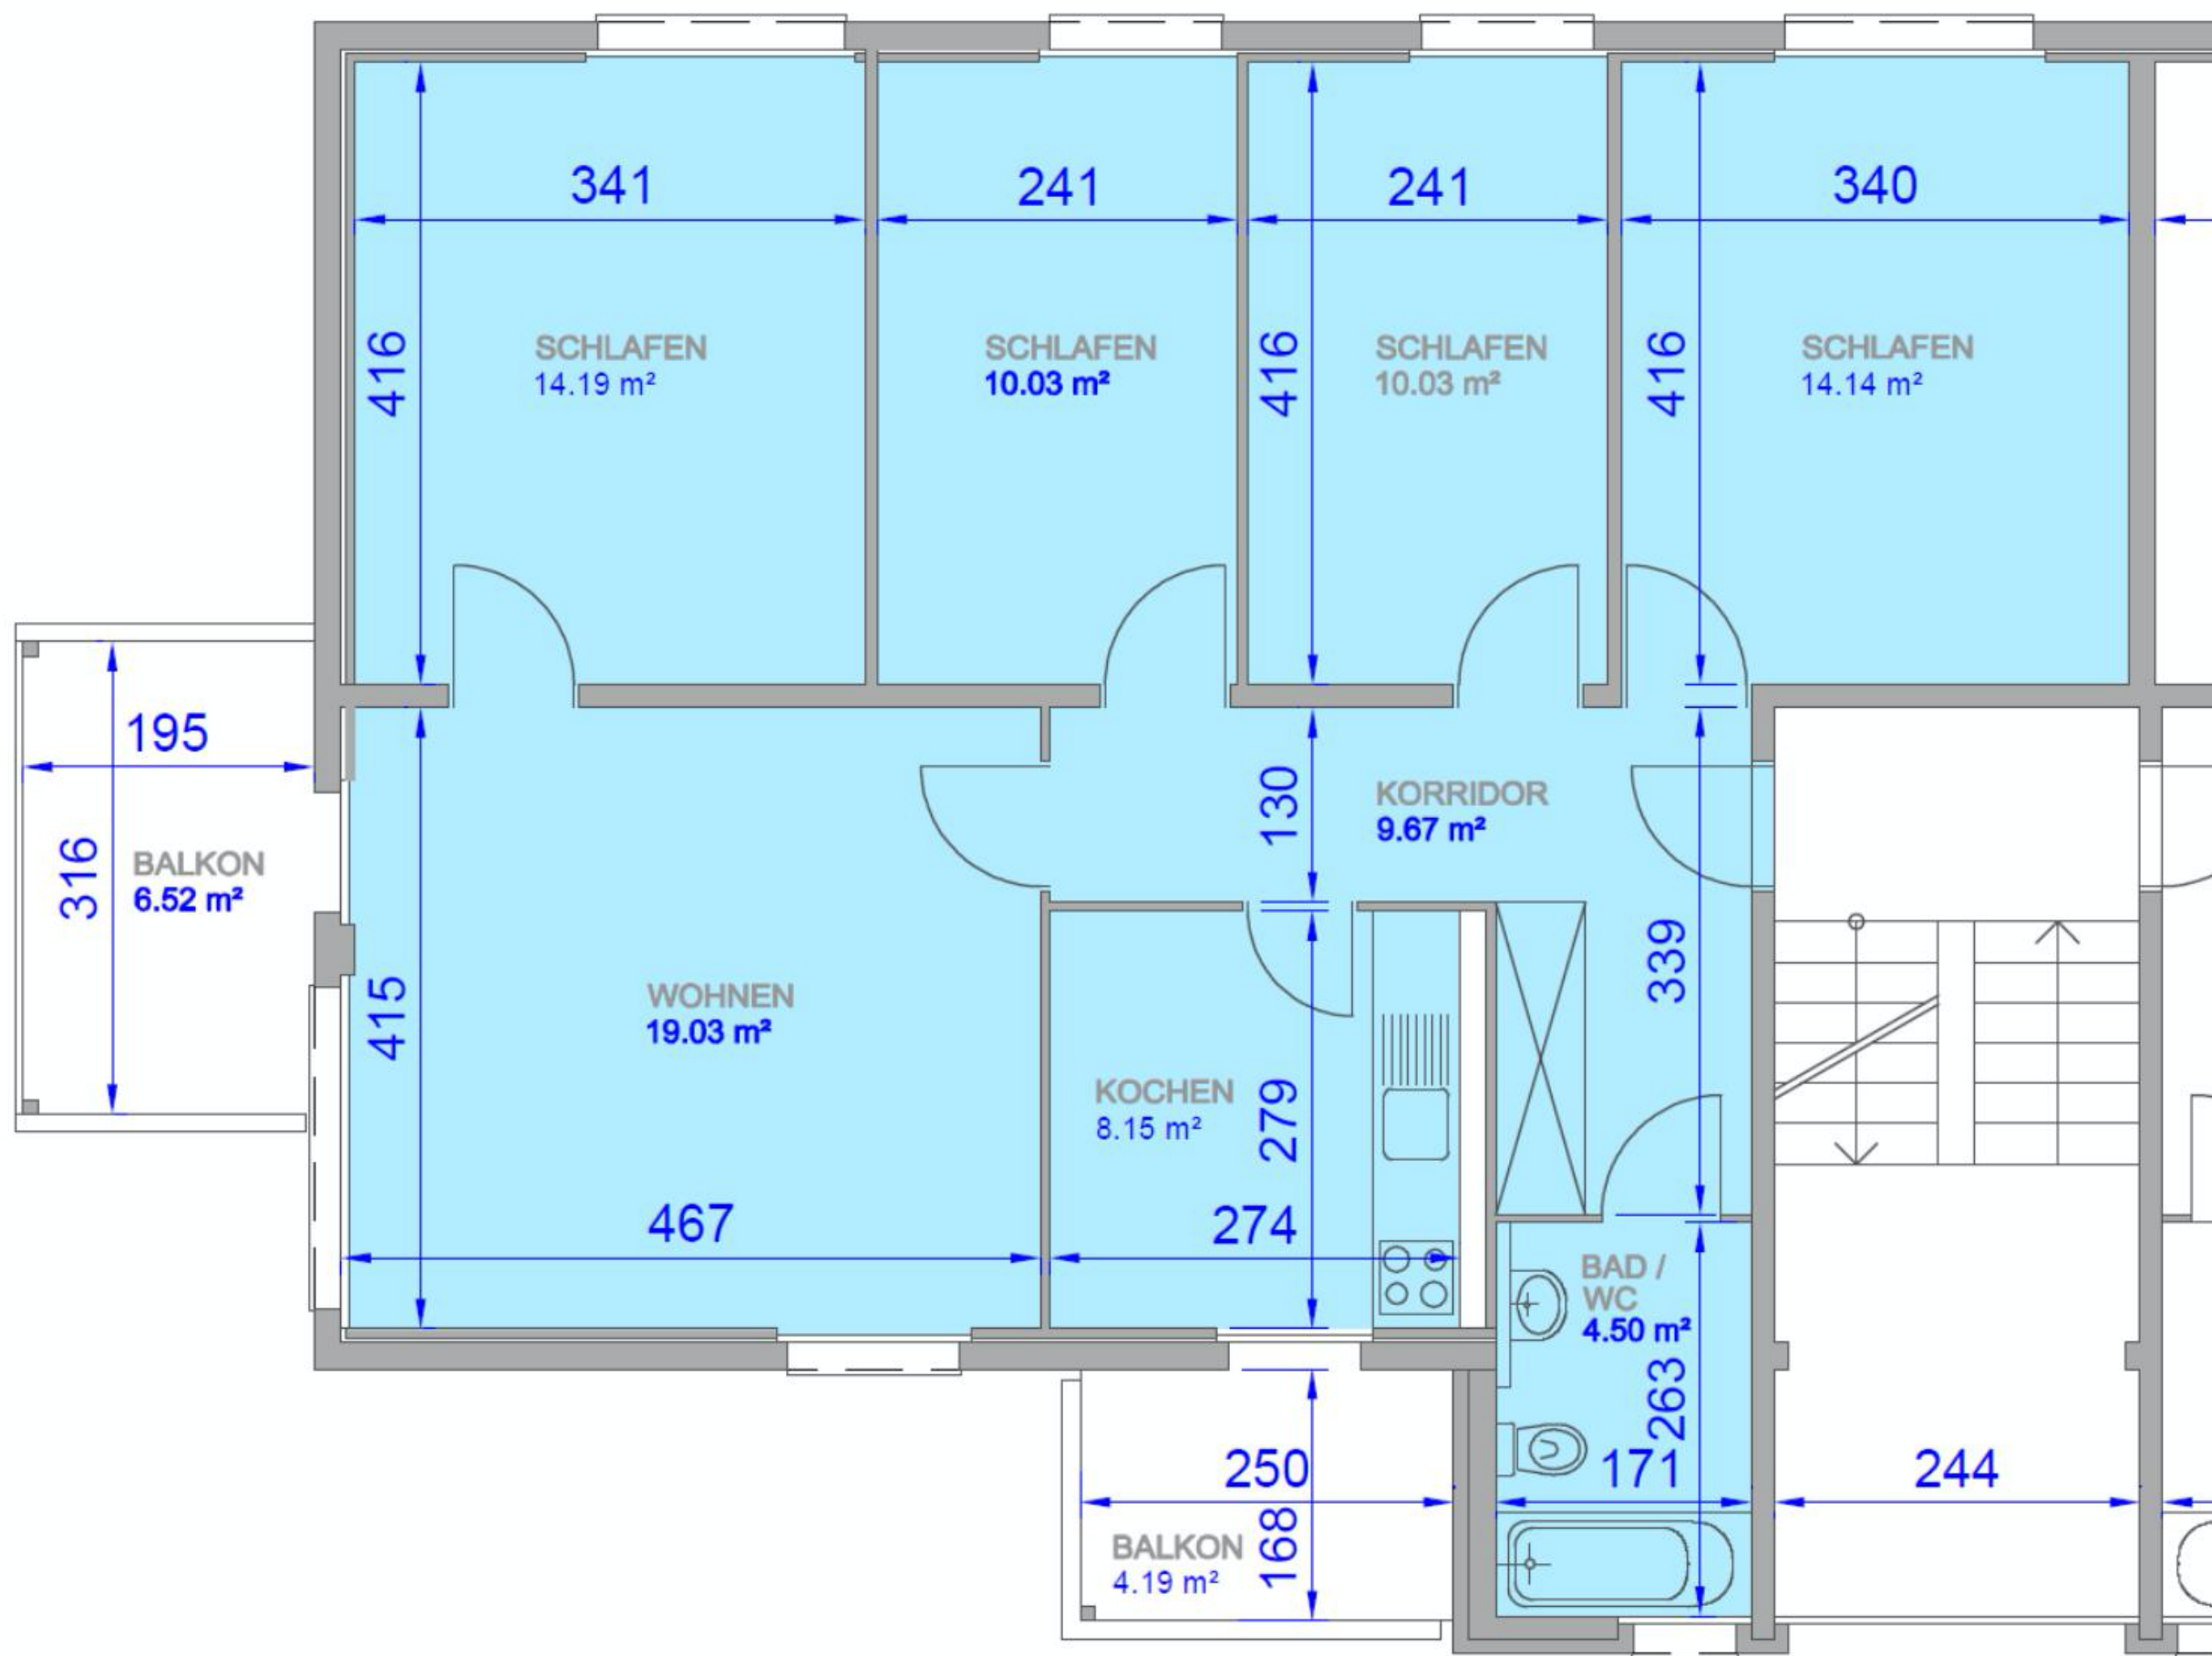 341
241
241
340
416
SCHLAFEN
14.19 m²
SCHLAFEN
10.03 m²
416
SCHLAFEN
10.03 m²
416
SCHLAFEN
14.14 m²
195
316
BALKON
6.52 m²
130
KORRIDOR
9.67 m²
415
WOHNEN
19.03 m²
339
KOCHEN
8.15 m²
279
467
274
BAD /
WC
4.50 m²
263
250
171
244
168
BALKON
4.19 m²